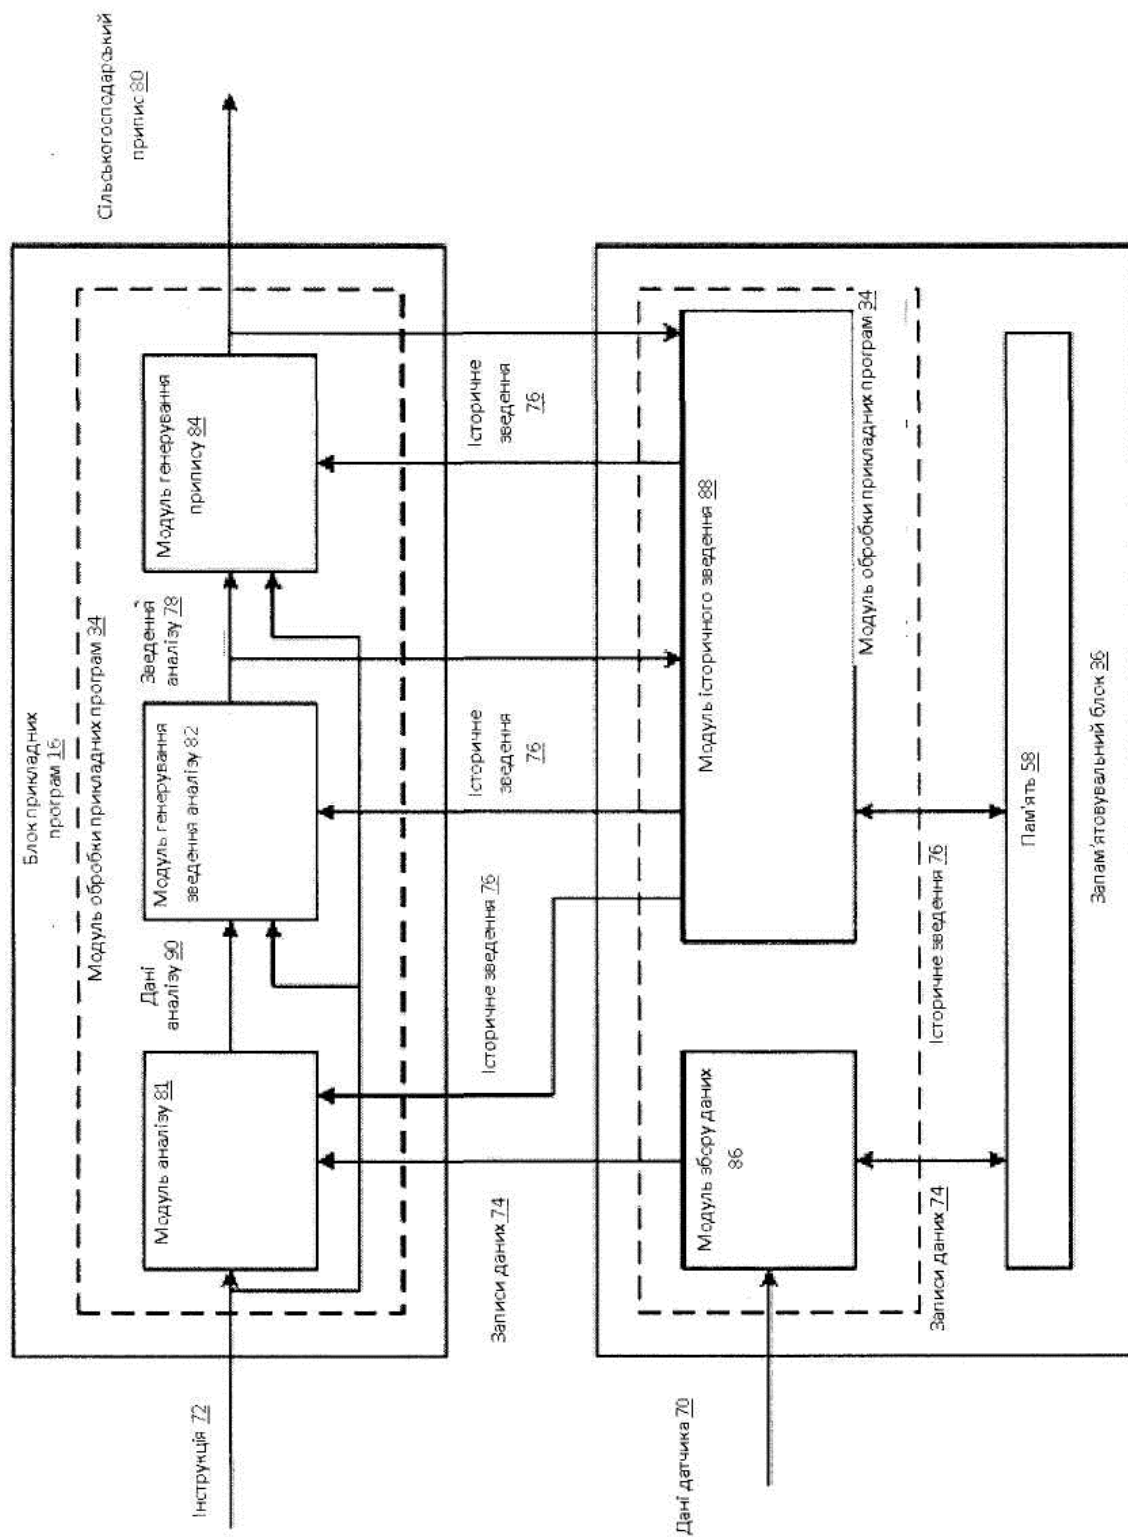 Блок прикладних
програм 16
Модуль обробки прикладних програм 34
Інструкція 72
Модуль аналізу 81
Дані
аналізу 90
Модуль генерування
зведення аналізу 82
Зведення
аналізу 78
Модуль генерування
припису 84
Сільськогосподарський
припис 80
Записи даних 74
Історичне зведення 76
Історичне
зведення
76
Історичне
зведення
76
Дані датчика 70
Модуль збору даних
86
Модуль історичного зведення 88
Модуль обробки прикладних програм 34
Записи даних 74
Історичне зведення 76
Пам'ять 58
Запам'ятовувальний блок 36